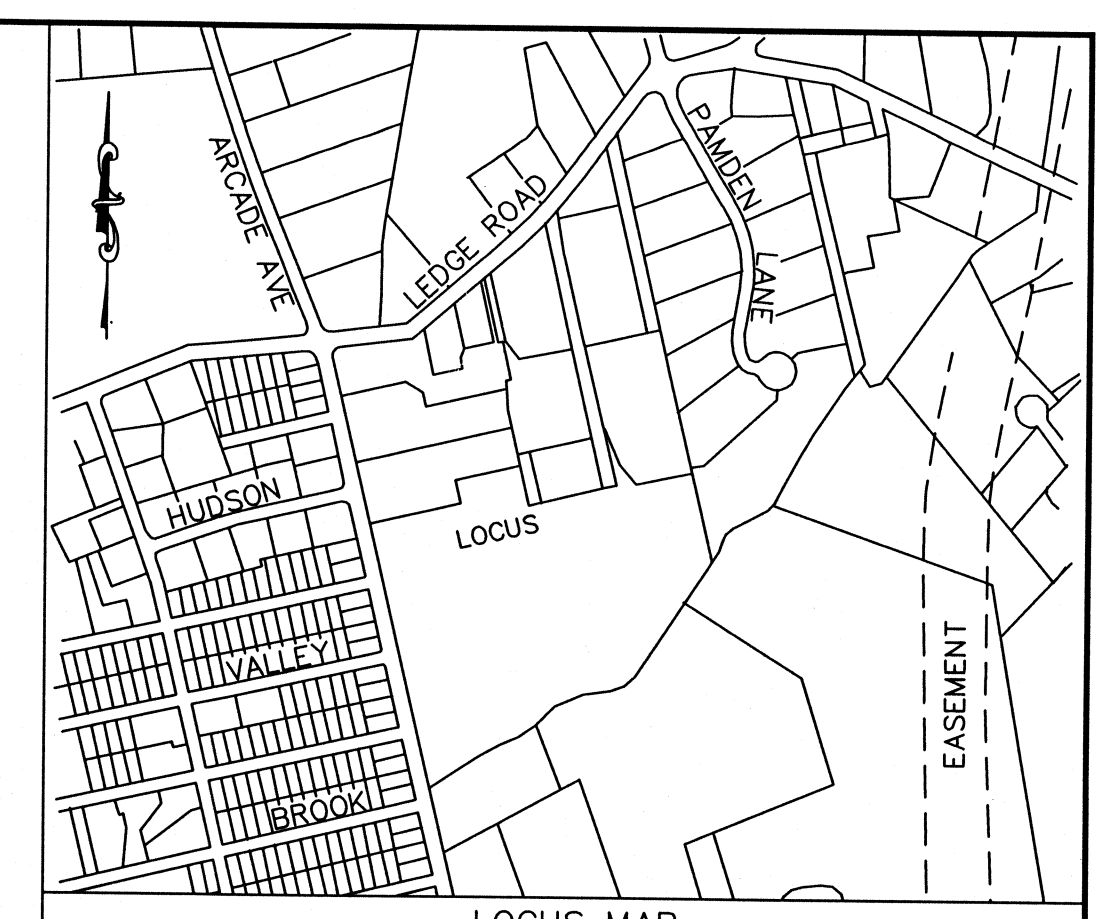 ARCADE AVE
LEDGE ROAD
PAMDEN LANE
HUDSON
LOCUS
VALLEY
BROOK
EASEMENT
LOCUS MAP